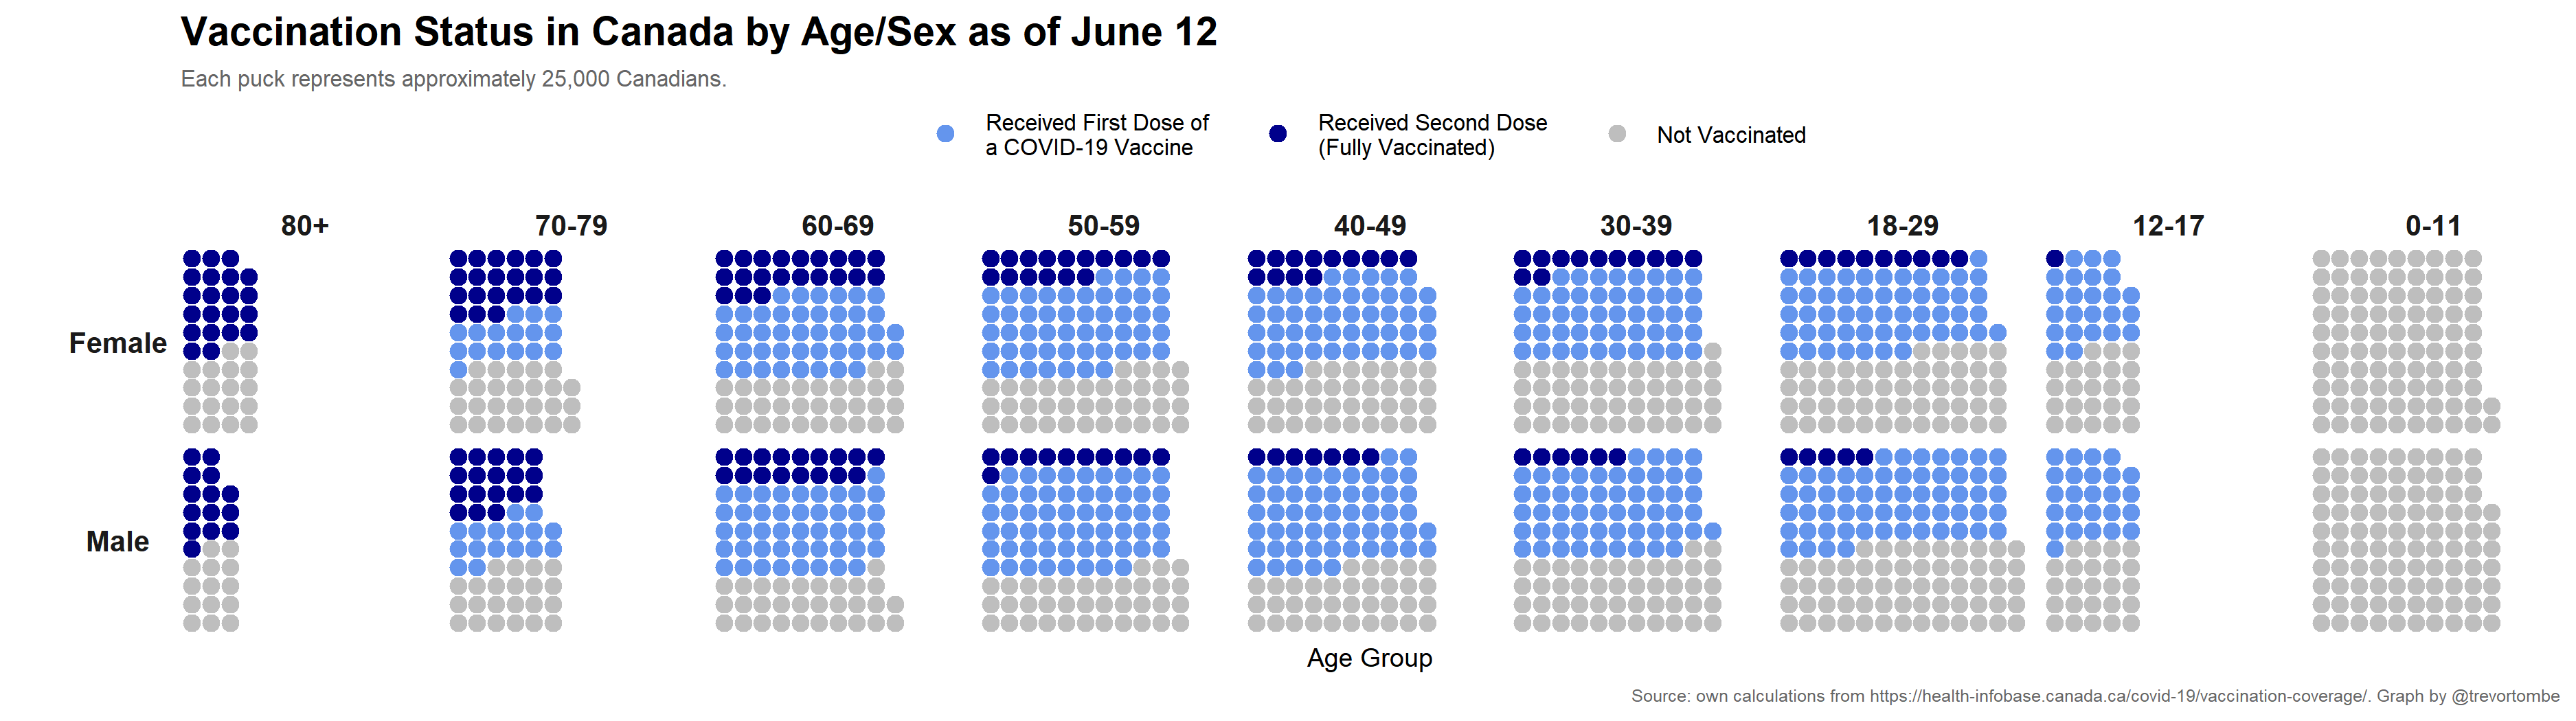 Vaccination Status in Canada by Age/Sex as of June 12
Each puck represents approximately 25,000 Canadians.
Received First Dose of
a COVID-19 Vaccine
Received Second Dose
(Fully Vaccinated)
Not Vaccinated
80+ 70-79 60-69 50-59 40-49 30-39 18-29 12-17 0-11
Female
Male
Age Group
Source: own calculations from https://health-infobase.canada.ca/covid-19/vaccination-coverage/. Graph by @trevortombe